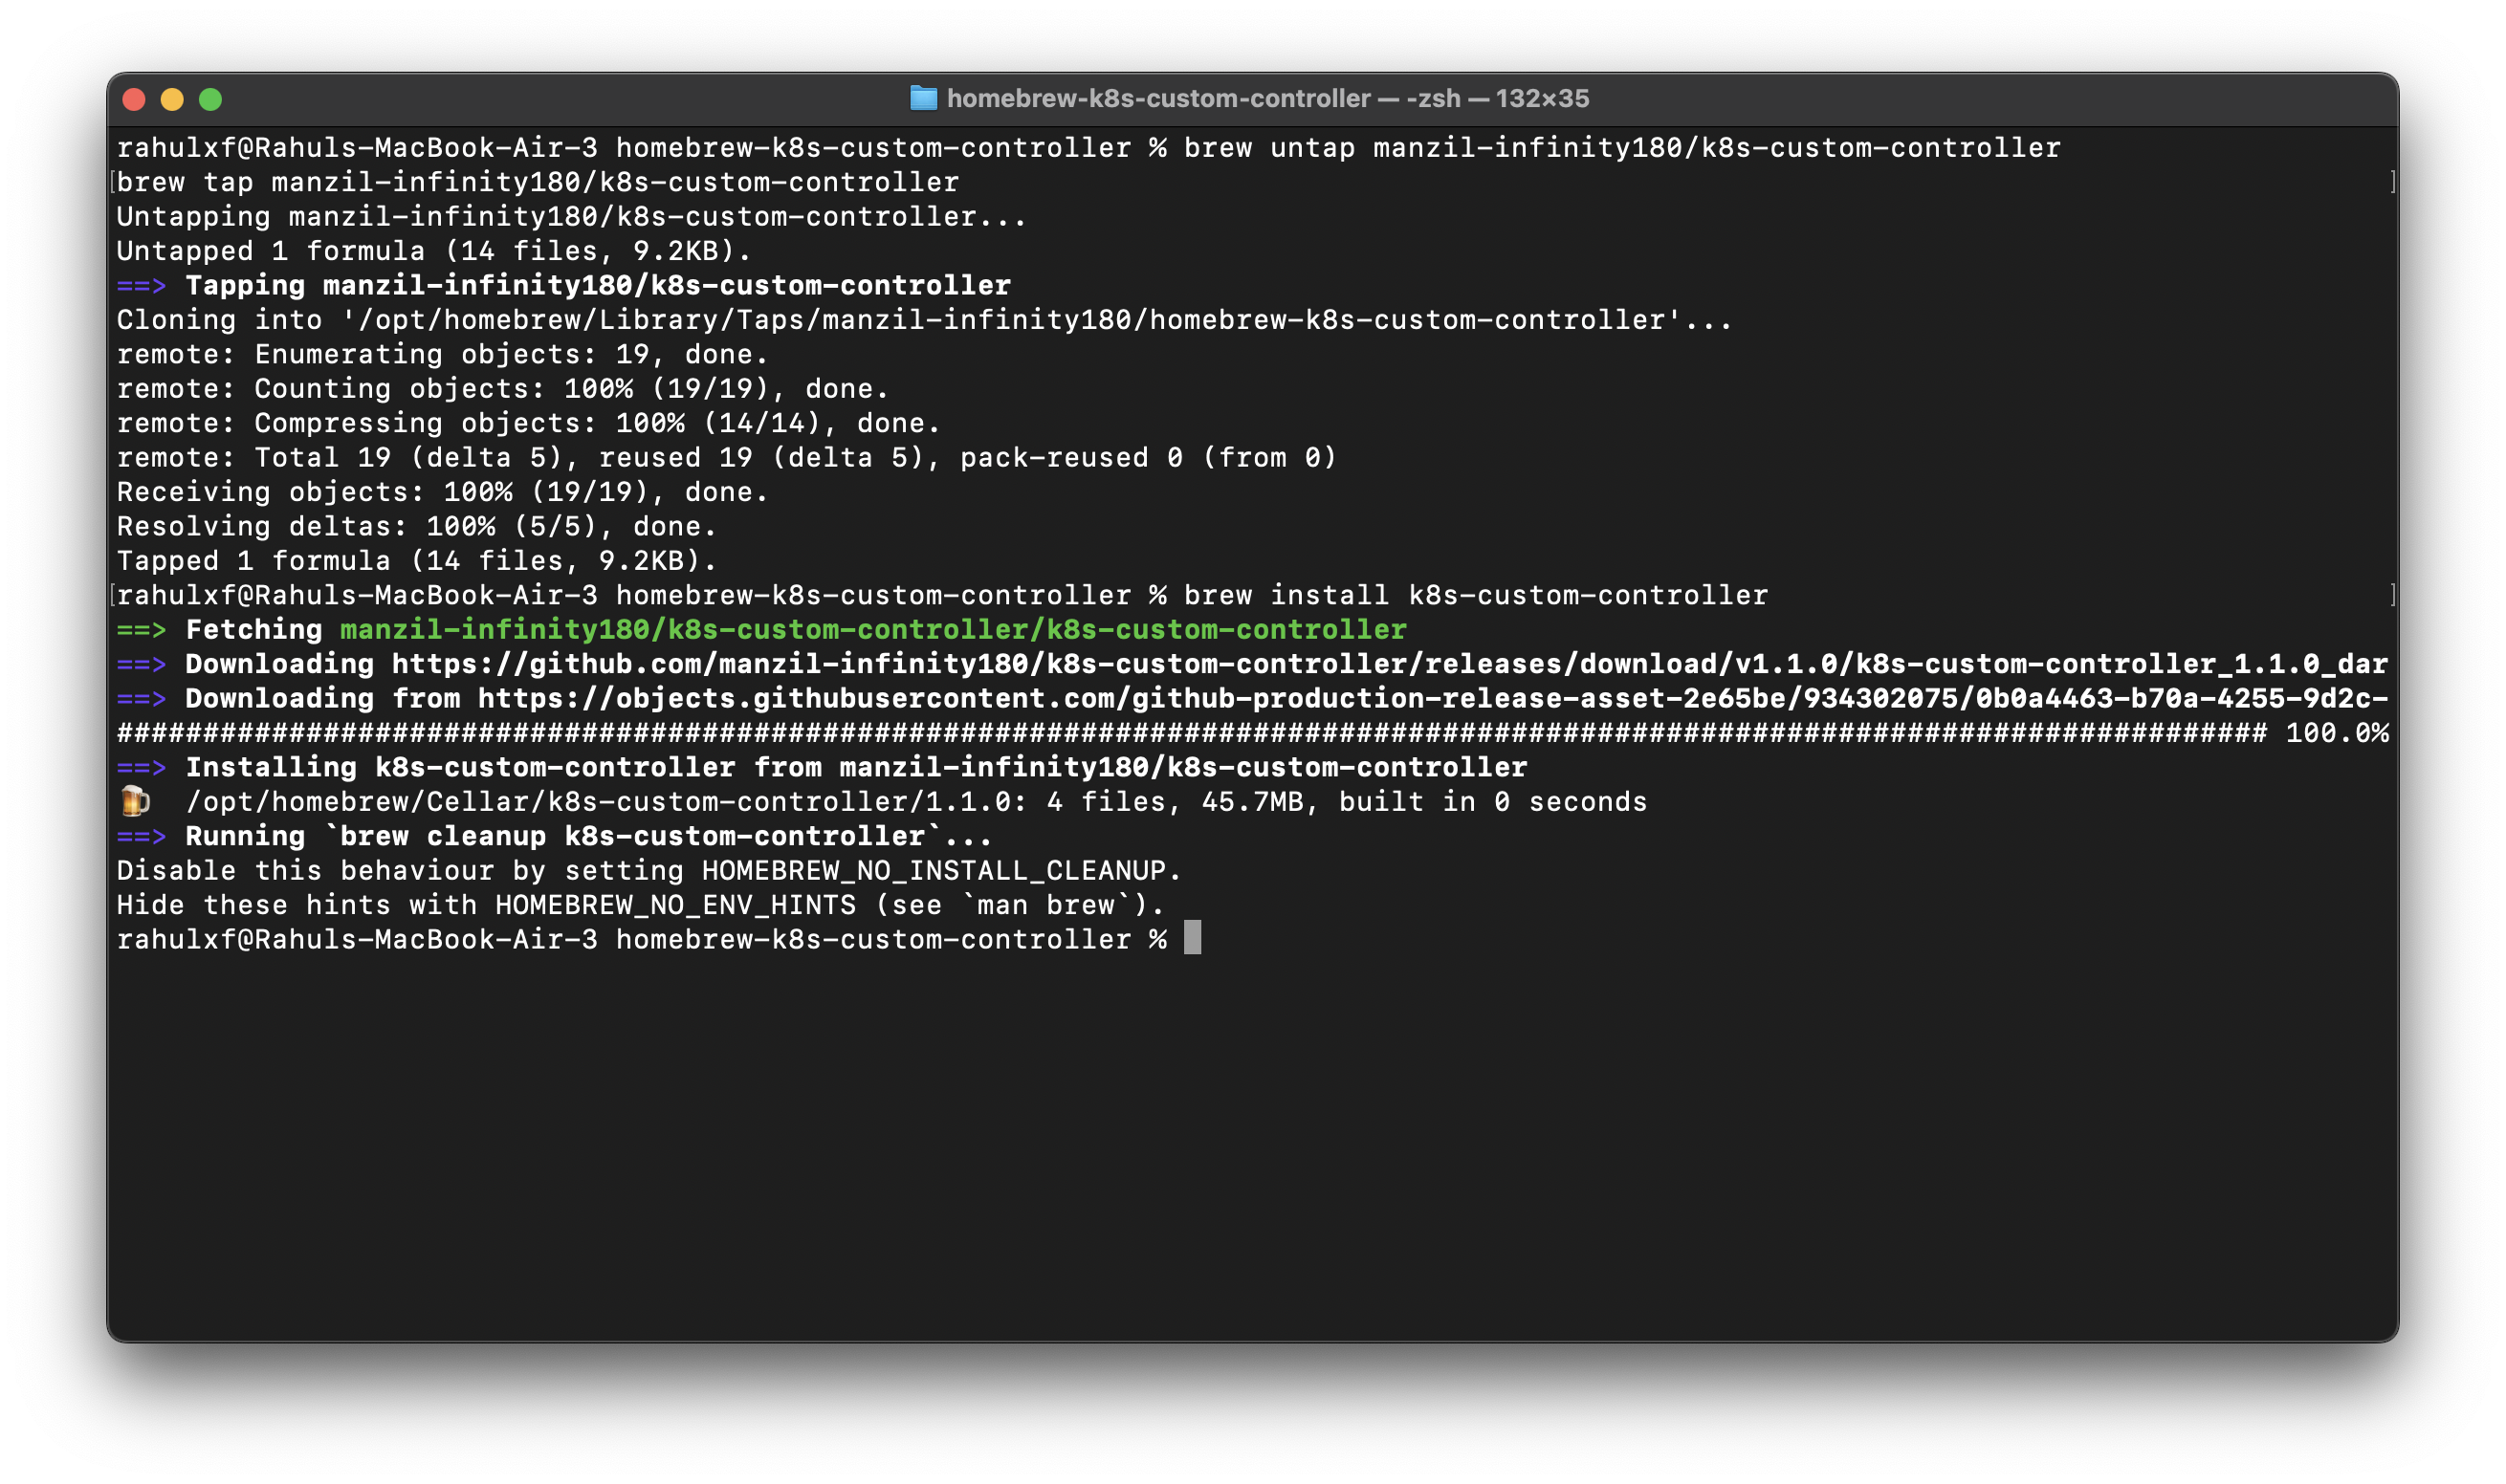 homebrew-k8s-custom-controller — -zsh — 132×35
rahulxf@Rahuls-MacBook-Air-3 homebrew-k8s-custom-controller % brew untap manzil-infinity180/k8s-custom-controller
[brew tap manzil-infinity180/k8s-custom-controller ]
Untapping manzil-infinity180/k8s-custom-controller...
Untapped 1 formula (14 files, 9.2KB).
==> Tapping manzil-infinity180/k8s-custom-controller
Cloning into '/opt/homebrew/Library/Taps/manzil-infinity180/homebrew-k8s-custom-controller'...
remote: Enumerating objects: 19, done.
remote: Counting objects: 100% (19/19), done.
remote: Compressing objects: 100% (14/14), done.
remote: Total 19 (delta 5), reused 19 (delta 5), pack-reused 0 (from 0)
Receiving objects: 100% (19/19), done.
Resolving deltas: 100% (5/5), done.
Tapped 1 formula (14 files, 9.2KB).
[rahulxf@Rahuls-MacBook-Air-3 homebrew-k8s-custom-controller % brew install k8s-custom-controller ]
==> Fetching manzil-infinity180/k8s-custom-controller/k8s-custom-controller
==> Downloading https://github.com/manzil-infinity180/k8s-custom-controller/releases/download/v1.1.0/k8s-custom-controller_1.1.0_dar
==> Downloading from https://objects.githubusercontent.com/github-production-release-asset-2e65be/934302075/0b0a4463-b70a-4255-9d2c-
############################################################################################################################# 100.0%
==> Installing k8s-custom-controller from manzil-infinity180/k8s-custom-controller
🍺  /opt/homebrew/Cellar/k8s-custom-controller/1.1.0: 4 files, 45.7MB, built in 0 seconds
==> Running `brew cleanup k8s-custom-controller`...
Disable this behaviour by setting HOMEBREW_NO_INSTALL_CLEANUP.
Hide these hints with HOMEBREW_NO_ENV_HINTS (see `man brew`).
rahulxf@Rahuls-MacBook-Air-3 homebrew-k8s-custom-controller %